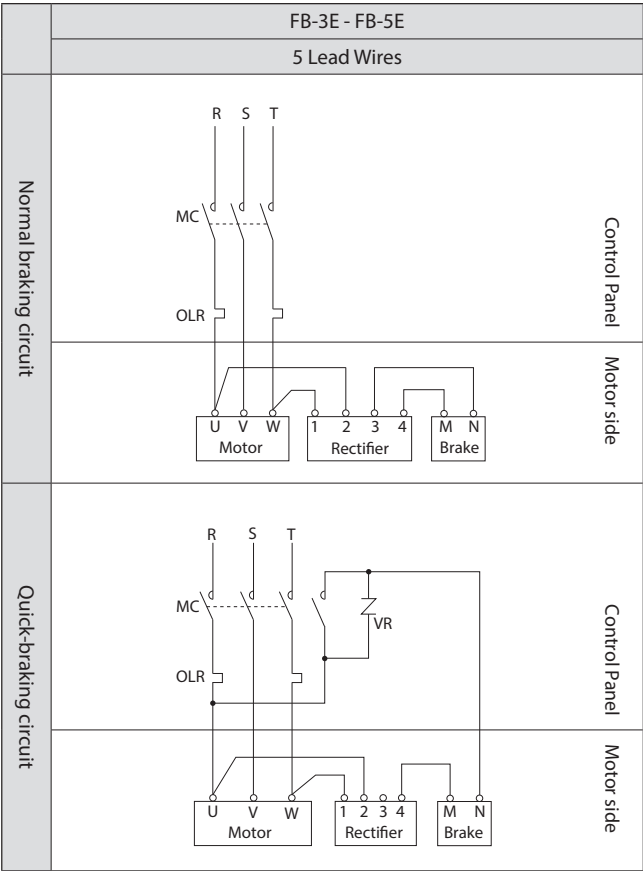 FB-3E - FB-5E
5 Lead Wires
Normal braking circuit
R S T
MC
OLR
Control Panel
U V W 1 2 3 4 M N
Motor Rectifier Brake
Motor side
Quick-braking circuit
R S T
MC
VR
OLR
Control Panel
U V W 1 2 3 4 M N
Motor Rectifier Brake
Motor side